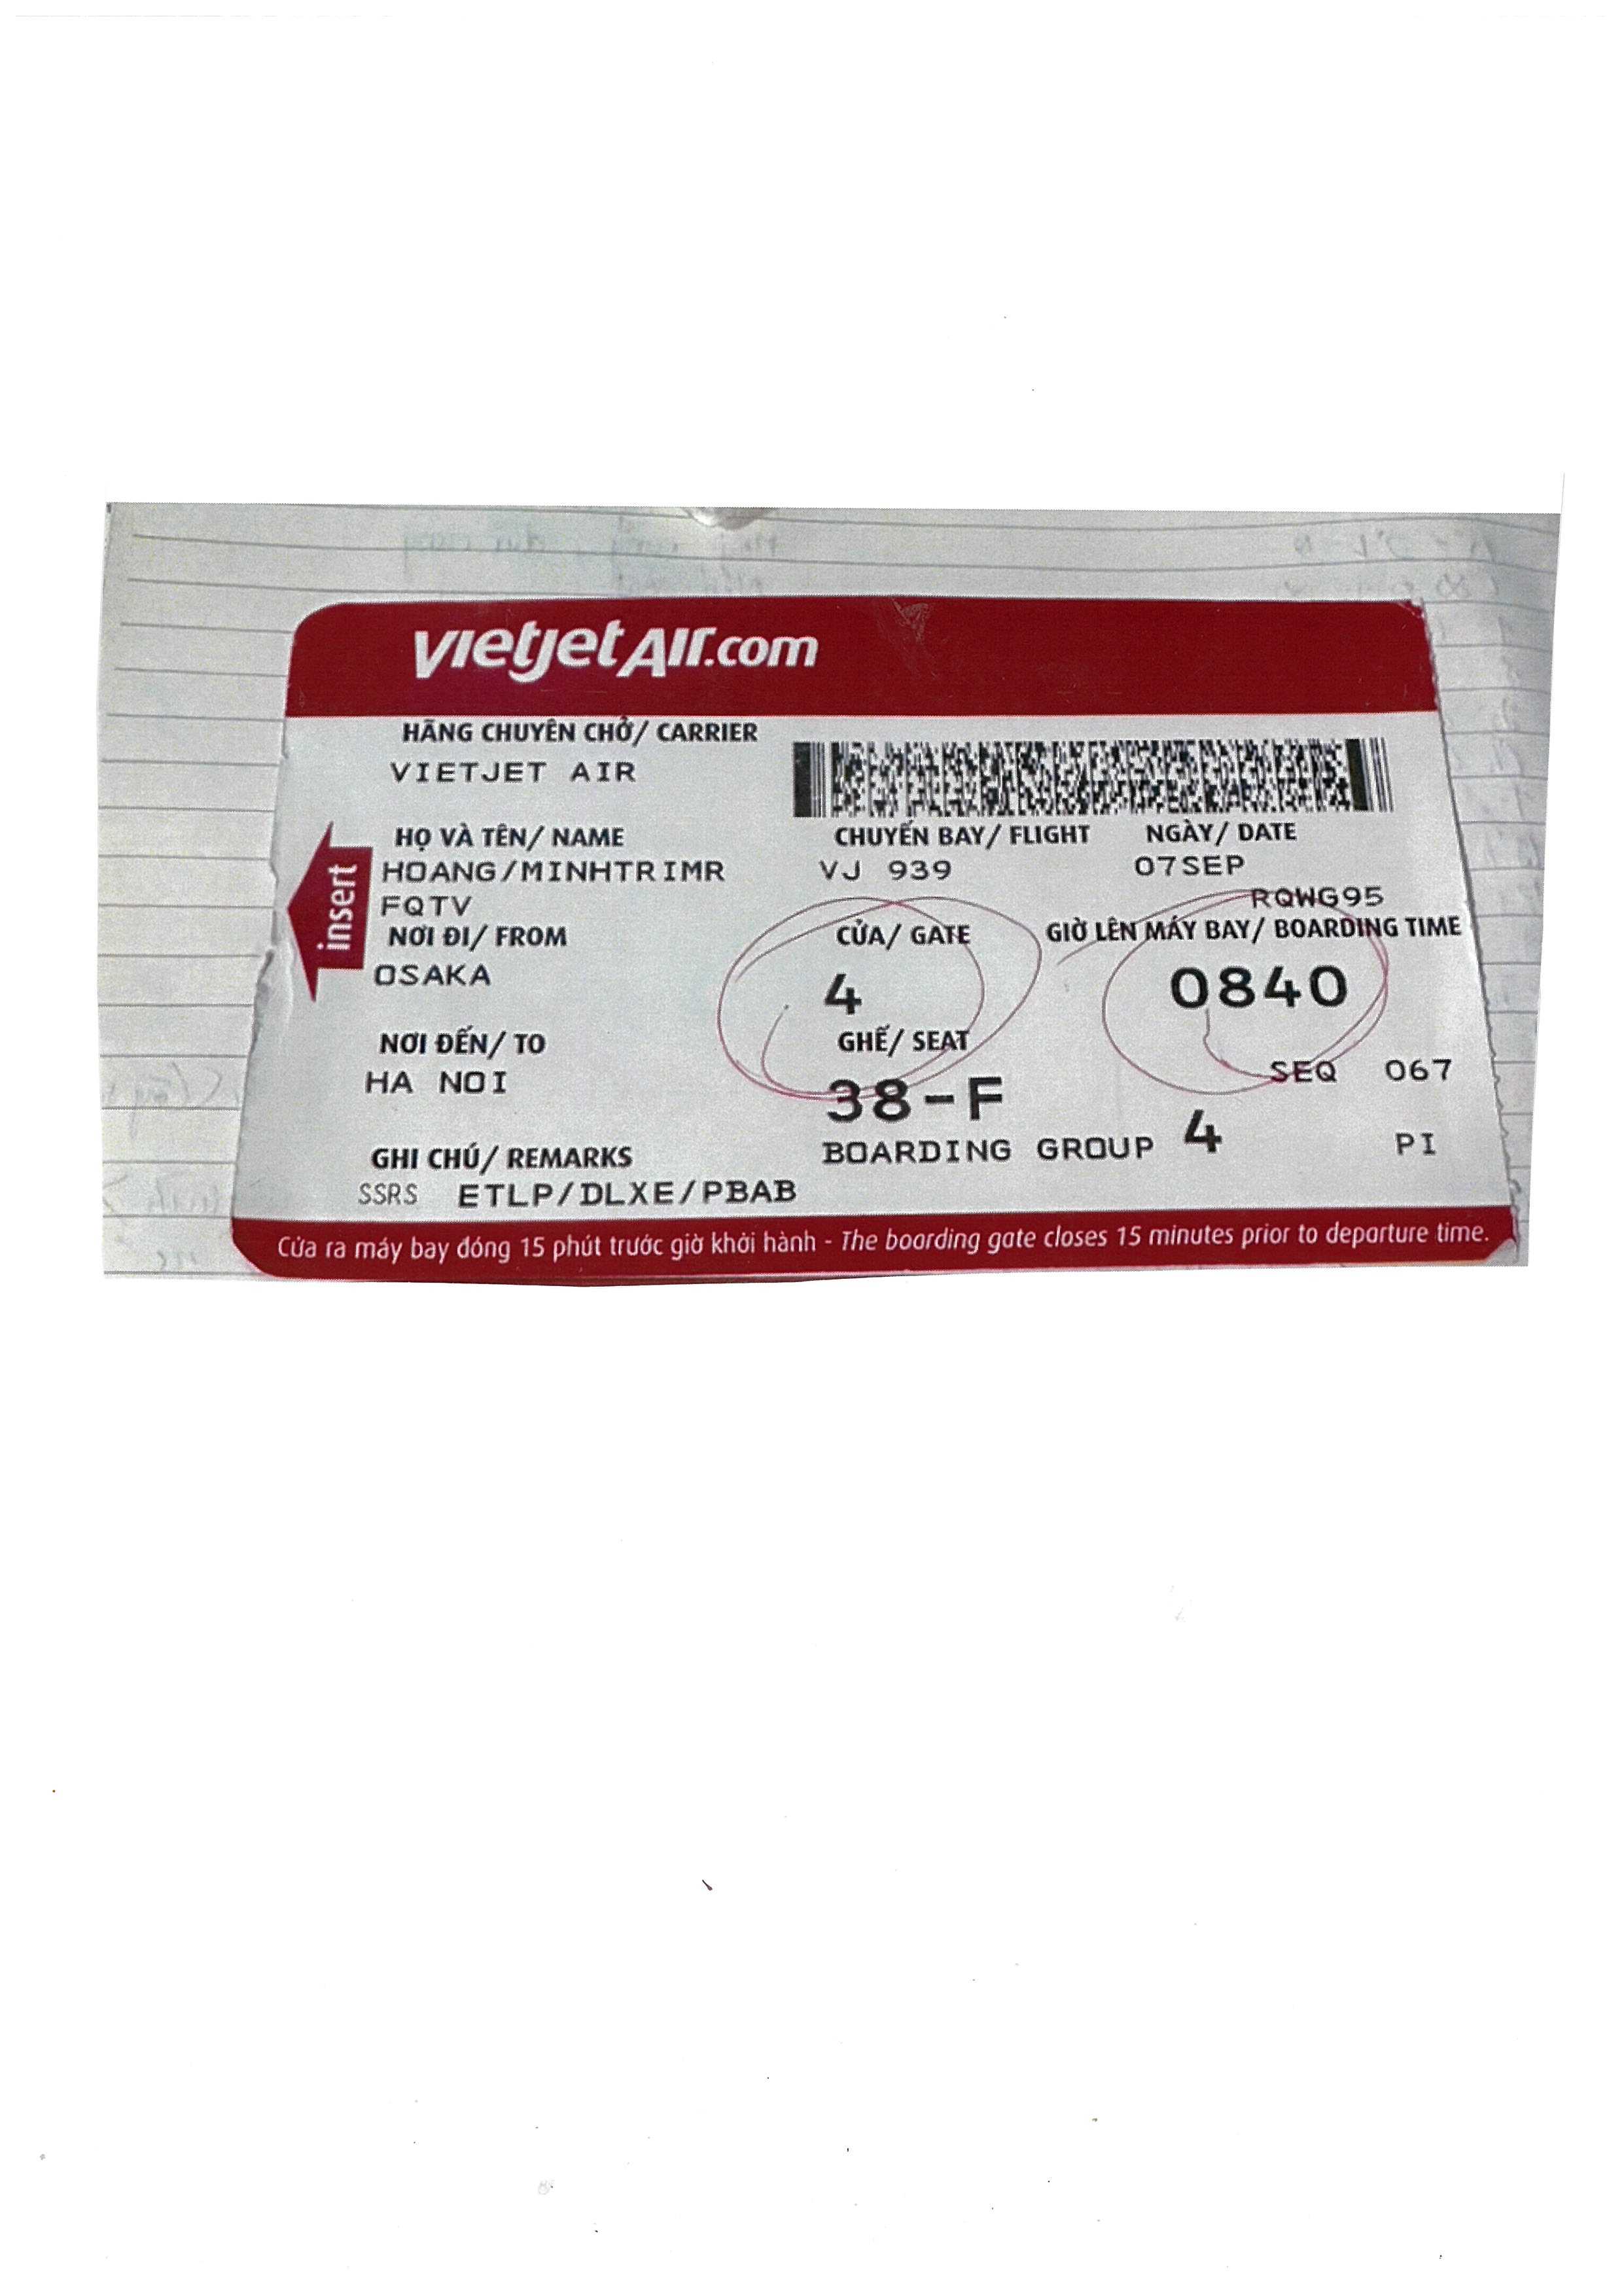 vietjetAir.com
HÃNG CHUYÊN CHỞ/ CARRIER
VIETJET AIR
HỌ VÀ TÊN/ NAME
HOANG/MINHTRIMR
FQTV
CHUYẾN BAY/ FLIGHT NGÀY/ DATE
VJ 939 07SEP
RQWG95
insert
NƠI ĐI/ FROM
OSAKA
CỬA/ GATE GIỜ LÊN MÁY BAY/ BOARDING TIME
4 0840
NƠI ĐẾN/ TO
HA NOI
GHẾ/ SEAT
38-F SEQ 067
BOARDING GROUP 4 PI
GHI CHÚ/ REMARKS
SSRS ETLP/DLXE/PBAB
Cửa ra máy bay đóng 15 phút trước giờ khởi hành - The boarding gate closes 15 minutes prior to departure time.